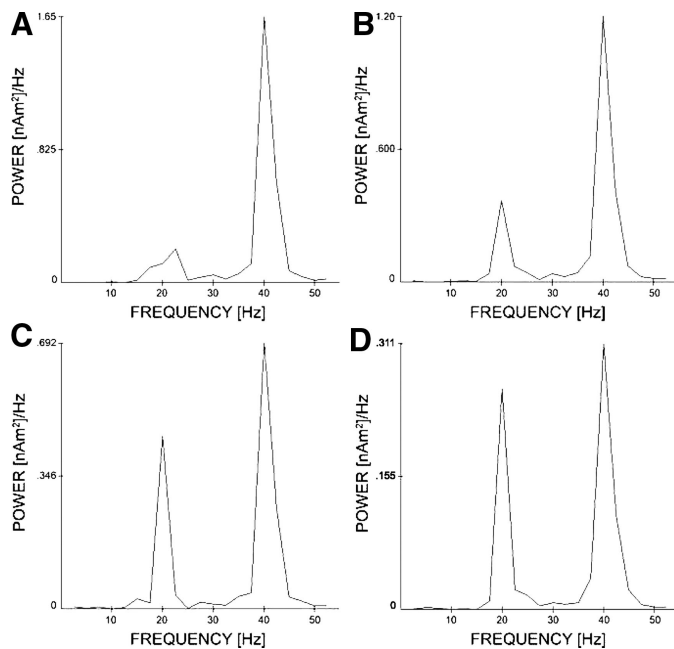 A
1.65
.825
0
POWER [nAm²]/Hz
10 20 30 40 50
FREQUENCY [Hz]
B
1.20
.600
0
POWER [nAm²]/Hz
10 20 30 40 50
FREQUENCY [Hz]
C
.692
.346
0
POWER [nAm²]/Hz
10 20 30 40 50
FREQUENCY [Hz]
D
.311
.155
0
POWER [nAm²]/Hz
10 20 30 40 50
FREQUENCY [Hz]